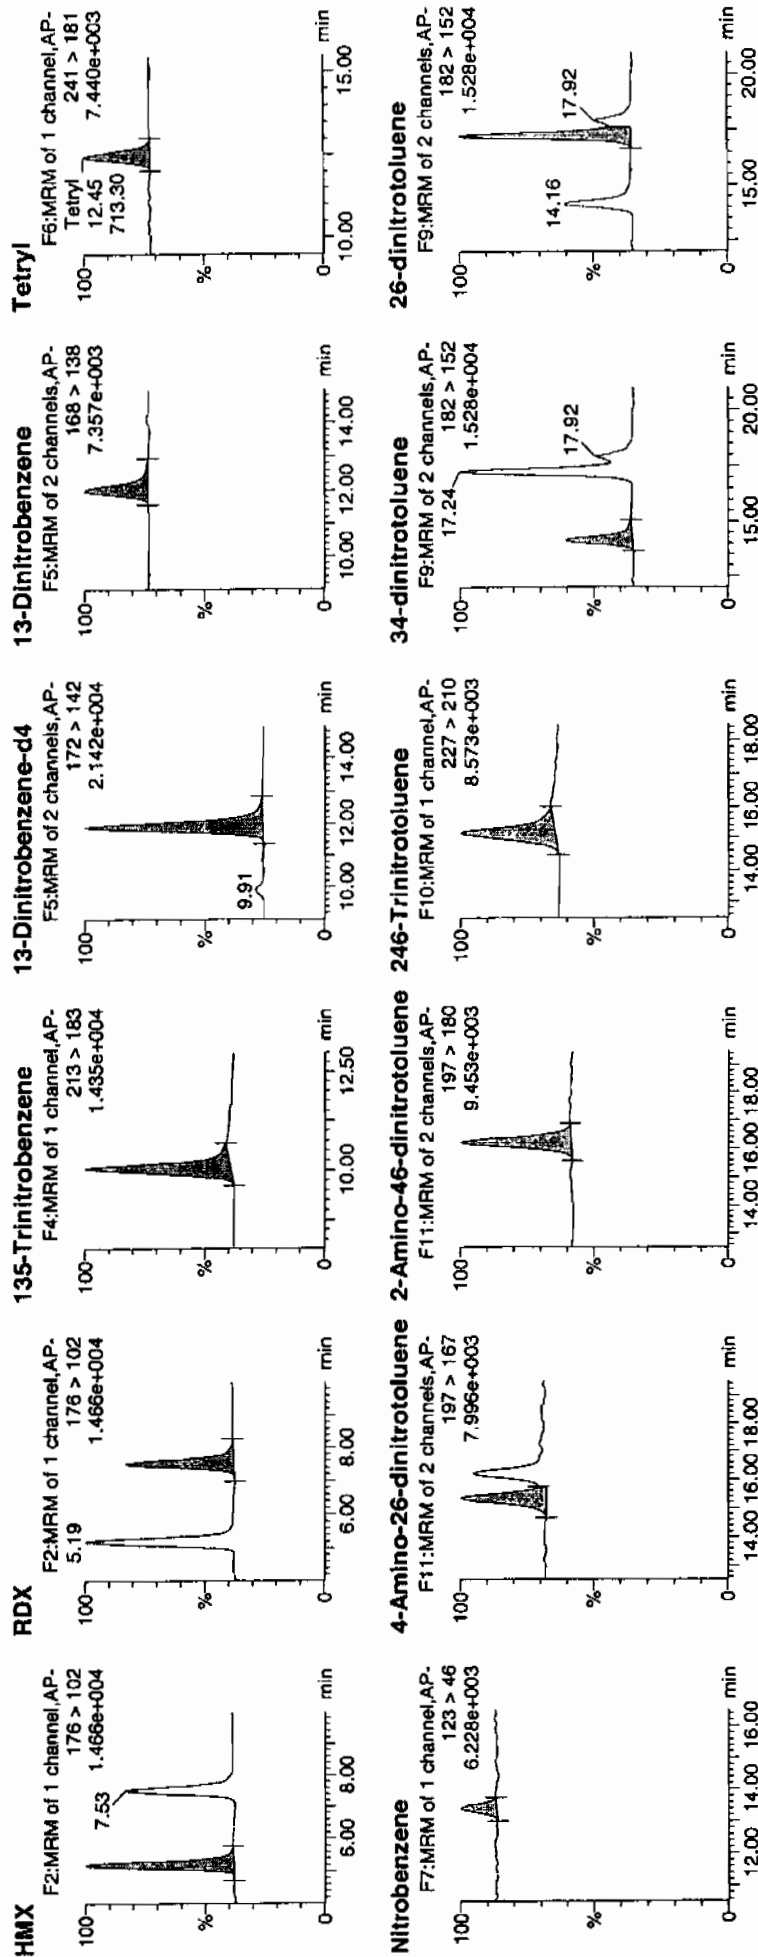 HMX
F2:MRM of 1 channel,AP-
176 > 102
1.466e+004
7.53
100
%
0
6.00
8.00
min
RDX
F2:MRM of 1 channel,AP-
176 > 102
1.466e+004
5.19
100
%
0
6.00
8.00
min
135-Trinitrobenzene
F4:MRM of 1 channel,AP-
213 > 183
1.435e+004
100
%
0
10.00
12.50
min
13-Dinitrobenzene-d4
F5:MRM of 2 channels,AP-
172 > 142
2.142e+004
9.91
100
%
0
10.00
12.00
14.00
min
13-Dinitrobenzene
F5:MRM of 2 channels,AP-
168 > 138
7.357e+003
100
%
0
10.00
12.00
14.00
min
Tetryl
F6:MRM of 1 channel,AP-
Tetryl
241 > 181
12.45
7.440e+003
713.30
100
%
0
10.00
15.00
min
Nitrobenzene
F7:MRM of 1 channel,AP-
123 > 46
6.228e+003
100
%
0
12.00
14.00
16.00
min
4-Amino-26-dinitrotoluene
F11:MRM of 2 channels,AP-
197 > 167
7.996e+003
100
%
0
14.00
16.00
18.00
min
2-Amino-46-dinitrotoluene
F11:MRM of 2 channels,AP-
197 > 180
9.453e+003
100
%
0
14.00
16.00
18.00
min
246-Trinitrotoluene
F10:MRM of 1 channel,AP-
227 > 210
8.573e+003
100
%
0
14.00
16.00
18.00
min
34-dinitrotoluene
F9:MRM of 2 channels,AP-
182 > 152
1.528e+004
17.24
17.92
100
%
0
15.00
20.00
min
26-dinitrotoluene
F9:MRM of 2 channels,AP-
182 > 152
1.528e+004
14.16
17.92
100
%
0
15.00
20.00
min